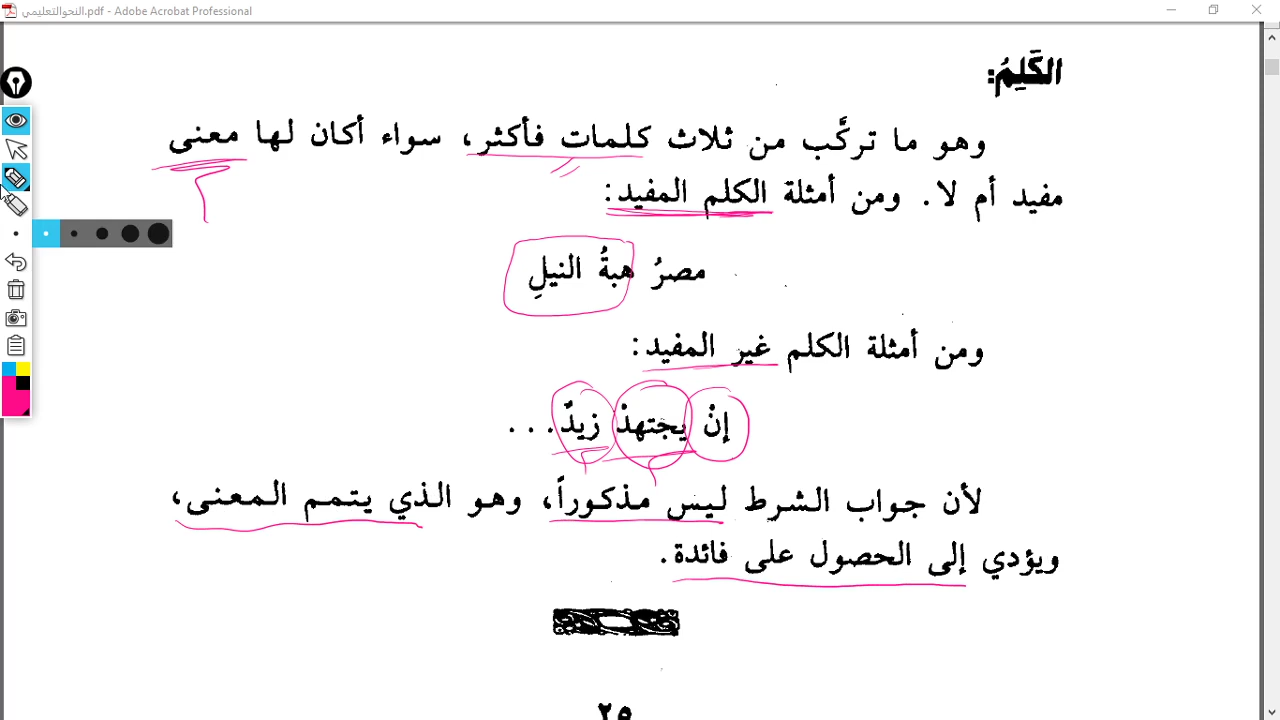 النحوالتعليمي.pdf - Adobe Acrobat Professional
الكَلِمُ:
وهو ما تركَّب من ثلاث كلمات فأكثر، سواء أكان لها معنى
مفيد أم لا. ومن أمثلة الكلم المفيد:
مصرُ هبةُ النيلِ
ومن أمثلة الكلم غير المفيد:
إنْ يجتهدْ زيدٌ...
لأن جواب الشرط ليس مذكوراً، وهو الذي يتمم المعنى،
ويؤدي إلى الحصول على فائدة.
٢٥